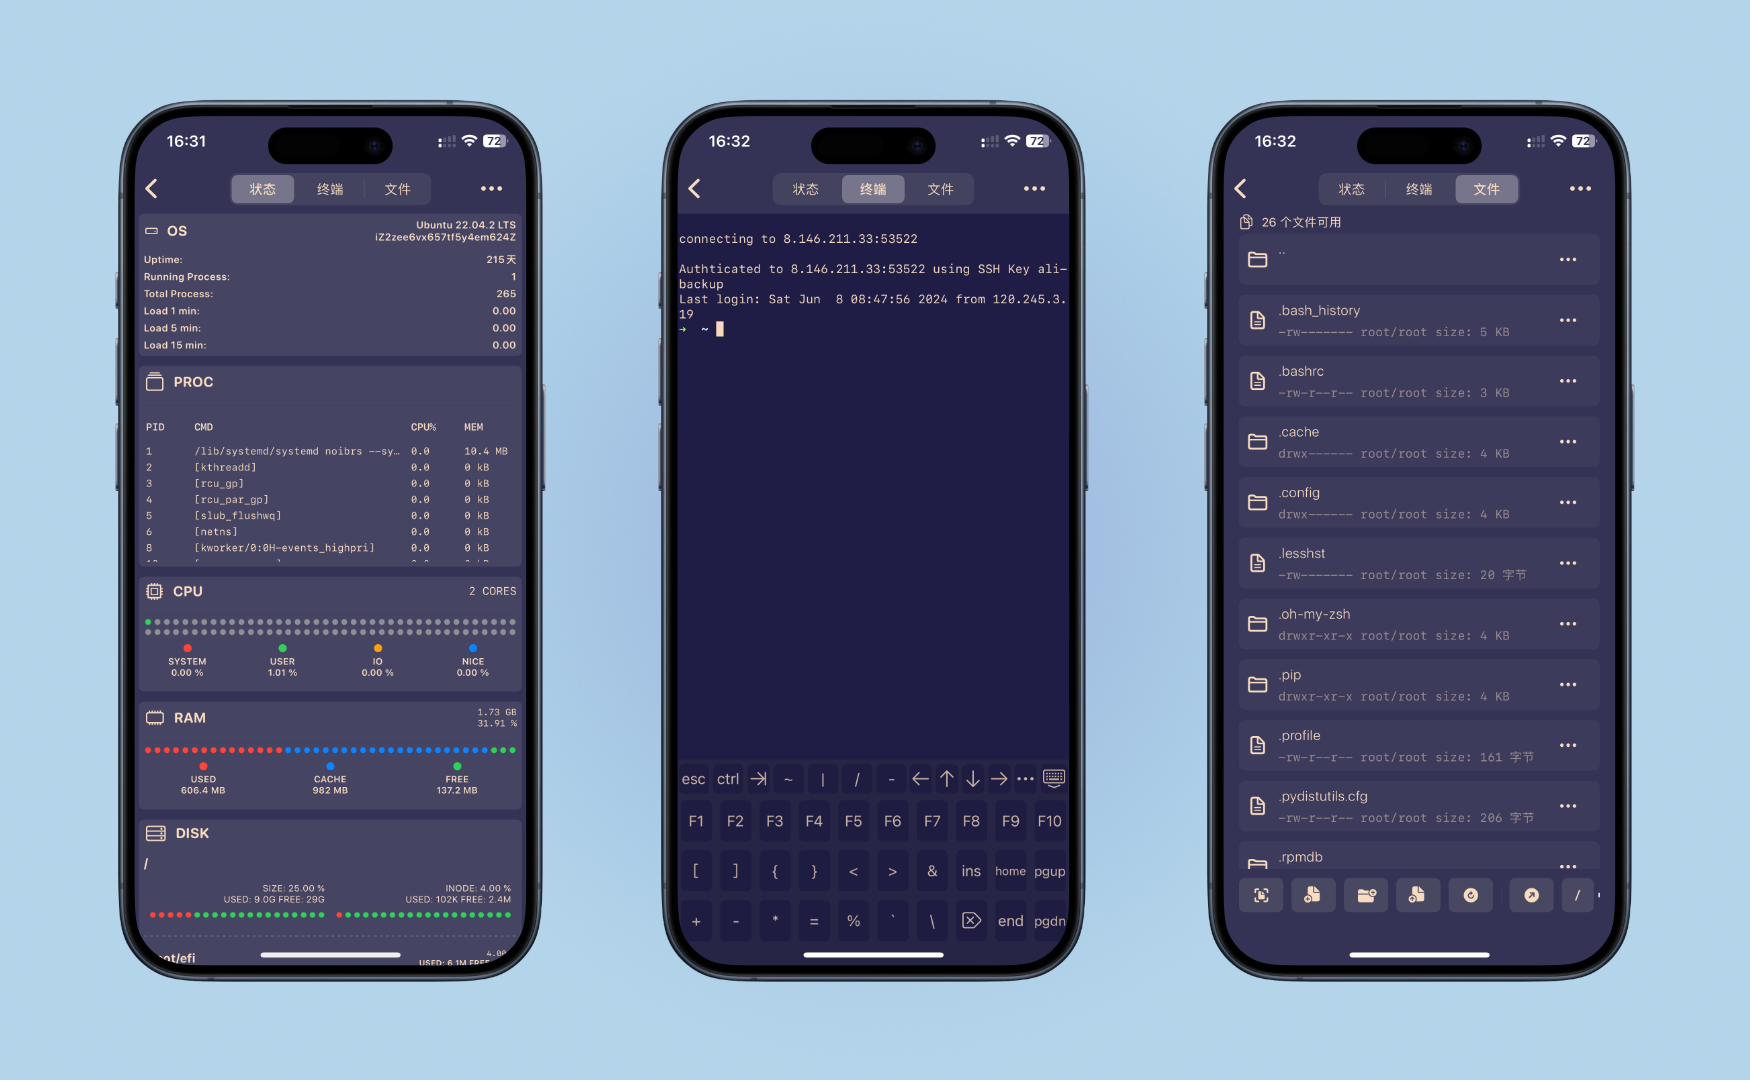 16:31
72
状态 终端 文件
OS
Ubuntu 22.04.2 LTS
iZ2zee6vx657tf5y4em624Z
Uptime: 215天
Running Process: 1
Total Process: 265
Load 1 min: 0.00
Load 5 min: 0.00
Load 15 min: 0.00
PROC
PID CMD CPU% MEM
1 /lib/systemd/systemd noibrs --sy… 0.0 10.4 MB
2 [kthreadd] 0.0 0 kB
3 [rcu_gp] 0.0 0 kB
4 [rcu_par_gp] 0.0 0 kB
5 [slub_flushwq] 0.0 0 kB
6 [netns] 0.0 0 kB
8 [kworker/0:0H-events_highpri] 0.0 0 kB
CPU 2 CORES
SYSTEM USER IO NICE
0.00 % 1.01 % 0.00 % 0.00 %
RAM
1.73 GB
31.91 %
USED CACHE FREE
606.4 MB 982 MB 137.2 MB
DISK
/
SIZE: 25.00 % INODE: 4.00 %
USED: 9.0G FREE: 29G USED: 102K FREE: 2.4M
ot/efi
USED: 6.1M FREE
16:32
72
状态 终端 文件
connecting to 8.146.211.33:53522
Authticated to 8.146.211.33:53522 using SSH Key ali-
backup
Last login: Sat Jun  8 08:47:56 2024 from 120.245.3.
19
→ ~
esc ctrl ~ | / - ← ↑ ↓ → •••
F1 F2 F3 F4 F5 F6 F7 F8 F9 F10
[ ] { } < > & ins home pgup
+ - * = % ` \ end pgdn
16:32
72
状态 终端 文件
26 个文件可用
..
.bash_history
-rw------- root/root size: 5 KB
.bashrc
-rw-r--r-- root/root size: 3 KB
.cache
drwx------ root/root size: 4 KB
.config
drwx------ root/root size: 4 KB
.lesshst
-rw------- root/root size: 20 字节
.oh-my-zsh
drwxr-xr-x root/root size: 4 KB
.pip
drwxr-xr-x root/root size: 4 KB
.profile
-rw-r--r-- root/root size: 161 字节
.pydistutils.cfg
-rw-r--r-- root/root size: 206 字节
.rpmdb
/